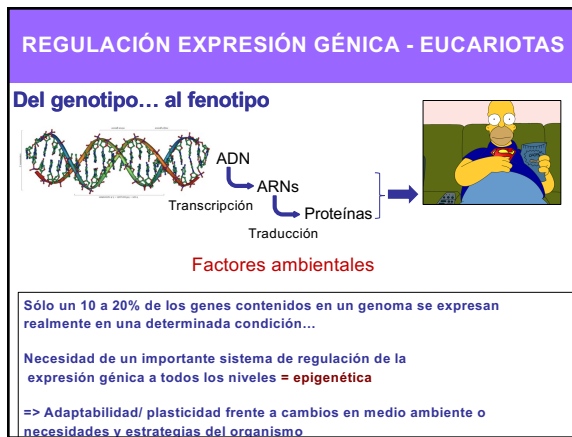 REGULACIÓN EXPRESIÓN GÉNICA - EUCARIOTAS
Del genotipo… al fenotipo
ADN
ARNs
Transcripción
Proteínas
Traducción
Factores ambientales
Sólo un 10 a 20% de los genes contenidos en un genoma se expresan
realmente en una determinada condición…
Necesidad de un importante sistema de regulación de la
expresión génica a todos los niveles = epigenética
=> Adaptabilidad/ plasticidad frente a cambios en medio ambiente o
necesidades y estrategias del organismo